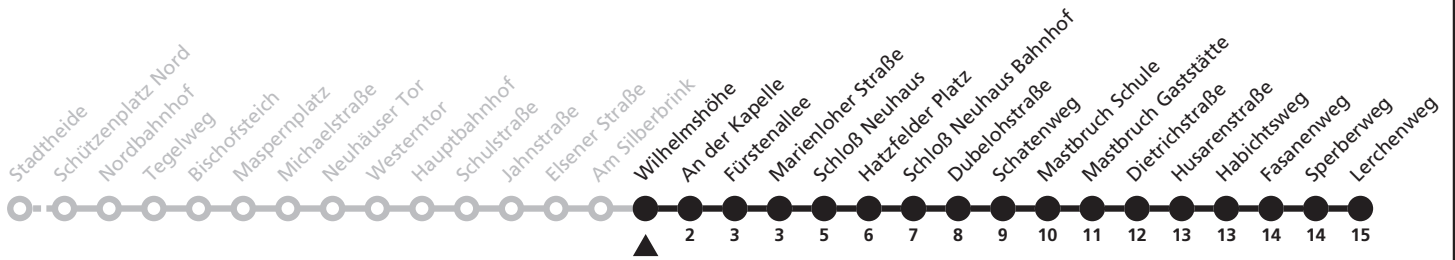 Stadtheide
Schützenplatz Nord
Nordbahnhof
Tegelweg
Bischofsteich
Maspernplatz
Michaelstraße
Neuhäuser Tor
Westerntor
Hauptbahnhof
Schulstraße
Jahnstraße
Elsener Straße
Am Silberbrink
Wilhelmshöhe
An der Kapelle
Fürstenallee
Marienloher Straße
Schloß Neuhaus
Hatzfelder Platz
Schloß Neuhaus Bahnhof
Dubelohstraße
Schatenweg
Mastbruch Schule
Mastbruch Gaststätte
Dietrichstraße
Husarenstraße
Habichtsweg
Fasanenweg
Sperberweg
Lerchenweg
2 3 3 5 6 7 8 9 10 11 12 13 13 14 14 15